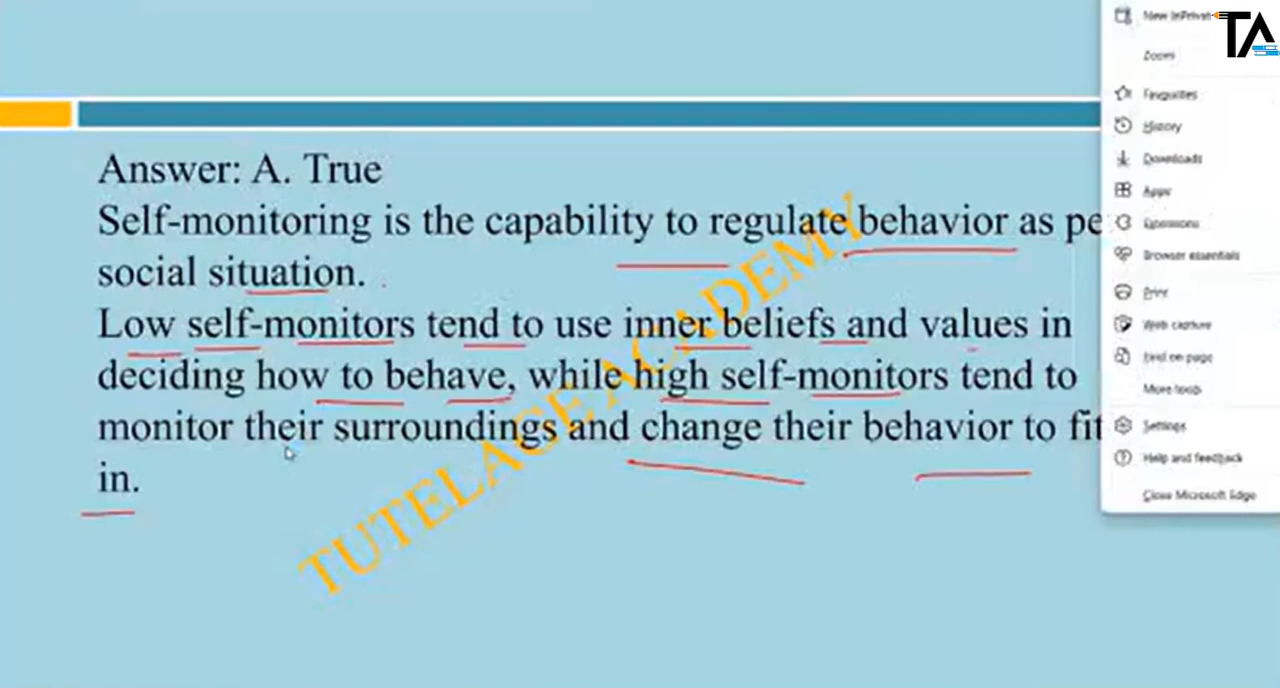 Answer: A. True
Self-monitoring is the capability to regulate behavior as pe
social situation.
Low self-monitors tend to use inner beliefs and values in
deciding how to behave, while high self-monitors tend to
monitor their surroundings and change their behavior to fit
in.
TUTELAGE ACADEMY
TA
New InPrivat
Zoom
Favourites
History
Downloads
Apps
Extensions
Browser essentials
Print
Web capture
Find on page
More tools
Settings
Help and feedback
Close Microsoft Edge